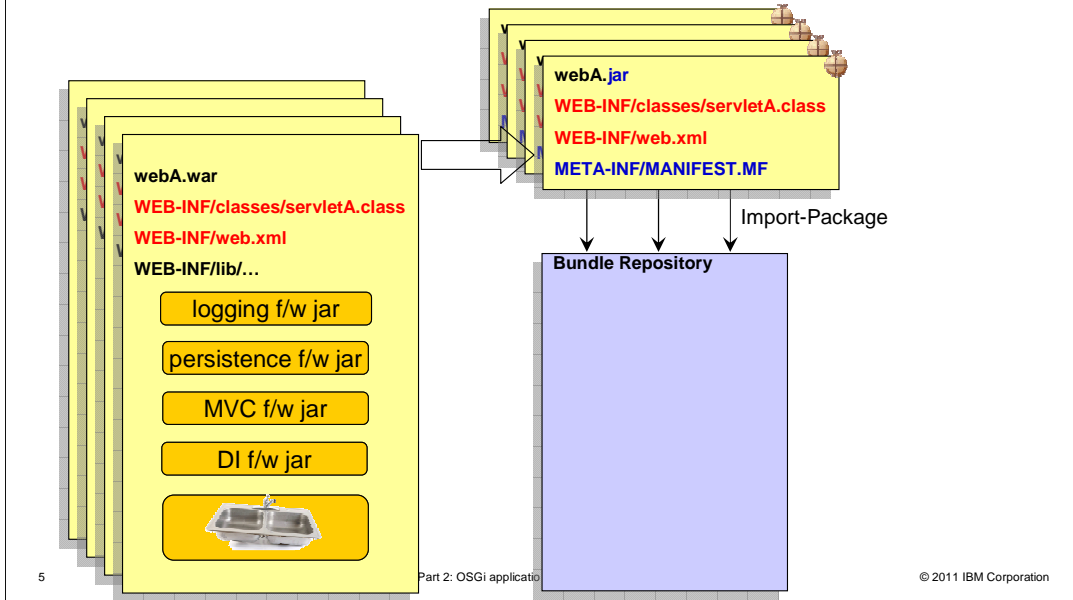 webA.war
WEB-INF/classes/servletA.class
WEB-INF/web.xml
WEB-INF/lib/…
logging f/w jar
persistence f/w jar
MVC f/w jar
DI f/w jar
webA.jar
WEB-INF/classes/servletA.class
WEB-INF/web.xml
META-INF/MANIFEST.MF
Import-Package
Bundle Repository
5
Part 2: OSGi
© 2011 IBM Corporation